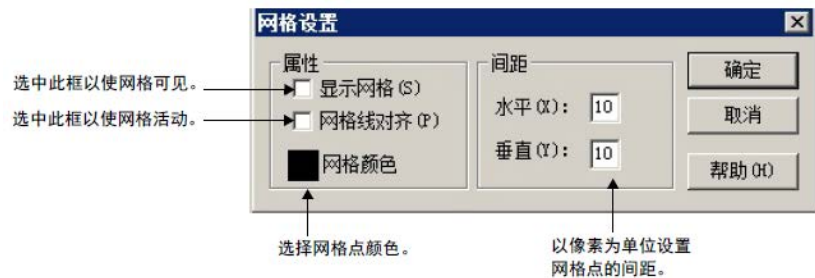 网格设置
属性
间距
确定
选中此框以使网格可见。
显示网格(S)
水平(X): 10
取消
选中此框以使网格活动。
网格线对齐(P)
垂直(Y): 10
网格颜色
帮助(H)
选择网格点颜色。
以像素为单位设置
网格点的间距。